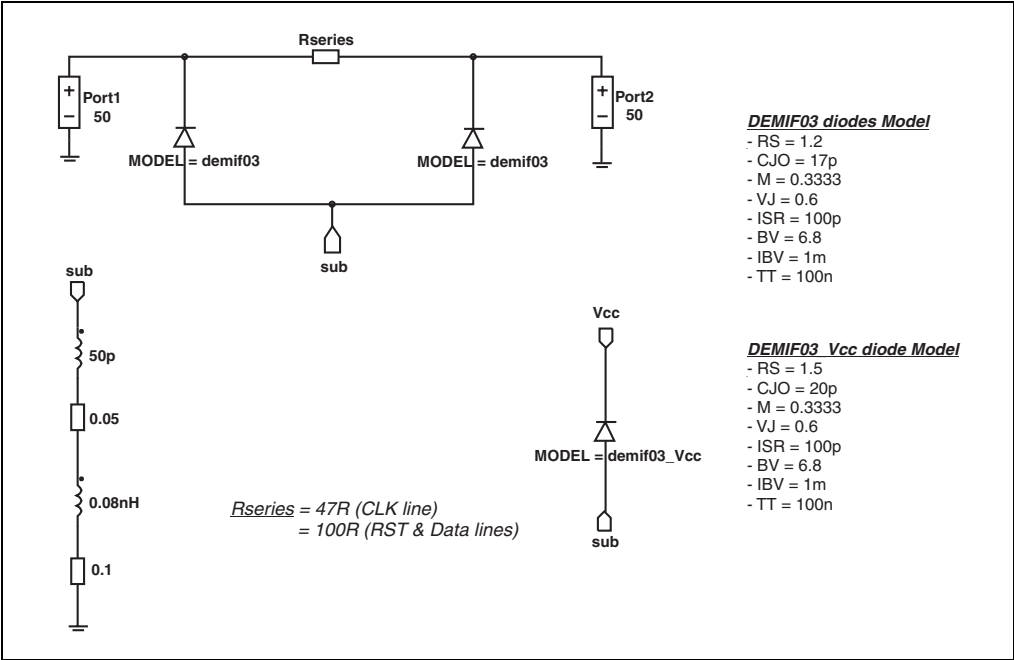 Rseries
+
Port1
50
−
+
Port2
50
−
MODEL = demif03
MODEL = demif03
sub
DEMIF03 diodes Model
- RS = 1.2
- CJO = 17p
- M = 0.3333
- VJ = 0.6
- ISR = 100p
- BV = 6.8
- IBV = 1m
- TT = 100n
sub
50p
0.05
0.08nH
0.1
Rseries = 47R (CLK line)
= 100R (RST & Data lines)
Vcc
MODEL = demif03_Vcc
sub
DEMIF03_Vcc diode Model
- RS = 1.5
- CJO = 20p
- M = 0.3333
- VJ = 0.6
- ISR = 100p
- BV = 6.8
- IBV = 1m
- TT = 100n